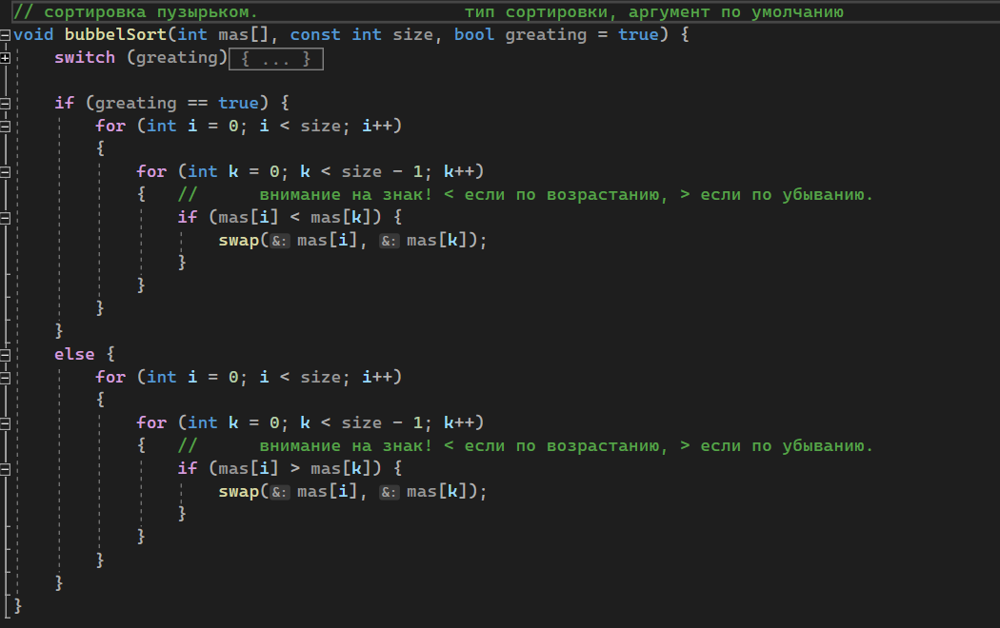 // сортировка пузырьком.                    тип сортировки, аргумент по умолчанию
void bubbelSort(int mas[], const int size, bool greating = true) {
    switch (greating){ ... }
    if (greating == true) {
        for (int i = 0; i < size; i++)
        {
            for (int k = 0; k < size - 1; k++)
            {   //      внимание на знак! < если по возрастанию, > если по убыванию.
                if (mas[i] < mas[k]) {
                    swap(&: mas[i], &: mas[k]);
                }
            }
        }
    }
    else {
        for (int i = 0; i < size; i++)
        {
            for (int k = 0; k < size - 1; k++)
            {   //      внимание на знак! < если по возрастанию, > если по убыванию.
                if (mas[i] > mas[k]) {
                    swap(&: mas[i], &: mas[k]);
                }
            }
        }
    }
}